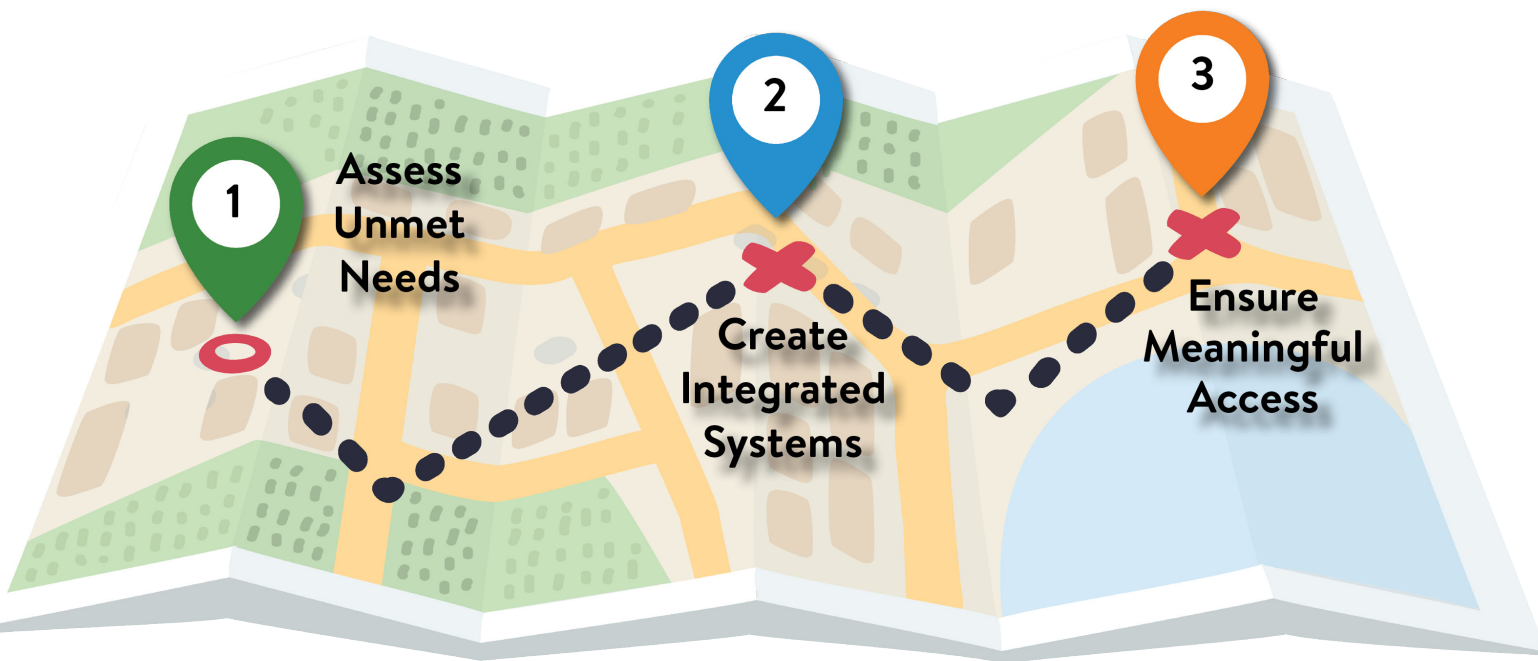 1
Assess
Unmet
Needs
2
Create
Integrated
Systems
3
Ensure
Meaningful
Access